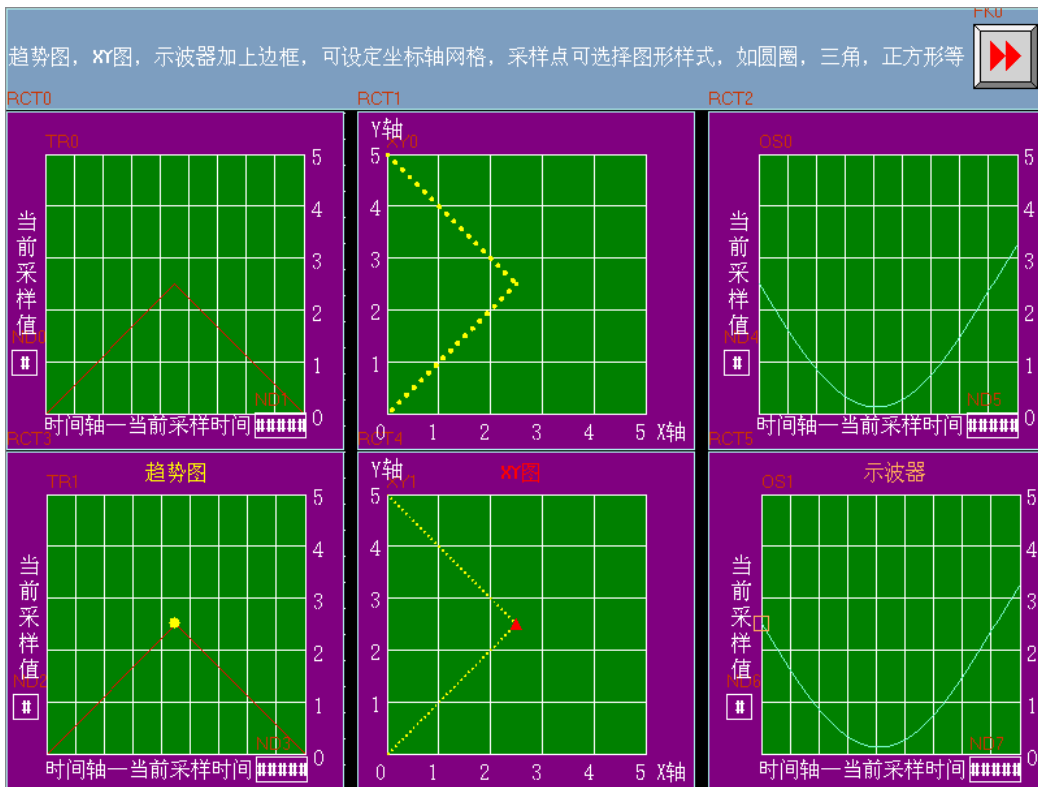 FK0
趋势图，XY图，示波器加上边框，可设定坐标轴网格，采样点可选择图形样式，如圆圈，三角，正方形等
RCT0
RCT1
RCT2
TR0
5
4
3
2
1
0
当前采样值
ND0
#
ND1
时间轴—当前采样时间 #####
Y轴
XY0
5
4
3
2
1
0 1 2 3 4 5 X轴
OS0
5
4
3
2
1
0
当前采样值
ND4
#
ND5
时间轴—当前采样时间 #####
RCT3
RCT4
RCT5
趋势图
TR1
5
4
3
2
1
0
当前采样值
ND2
#
ND3
时间轴—当前采样时间 #####
Y轴
XY图
XY1
5
4
3
2
1
0 1 2 3 4 5 X轴
示波器
OS1
5
4
3
2
1
0
当前采样值
ND6
#
ND7
时间轴—当前采样时间 #####